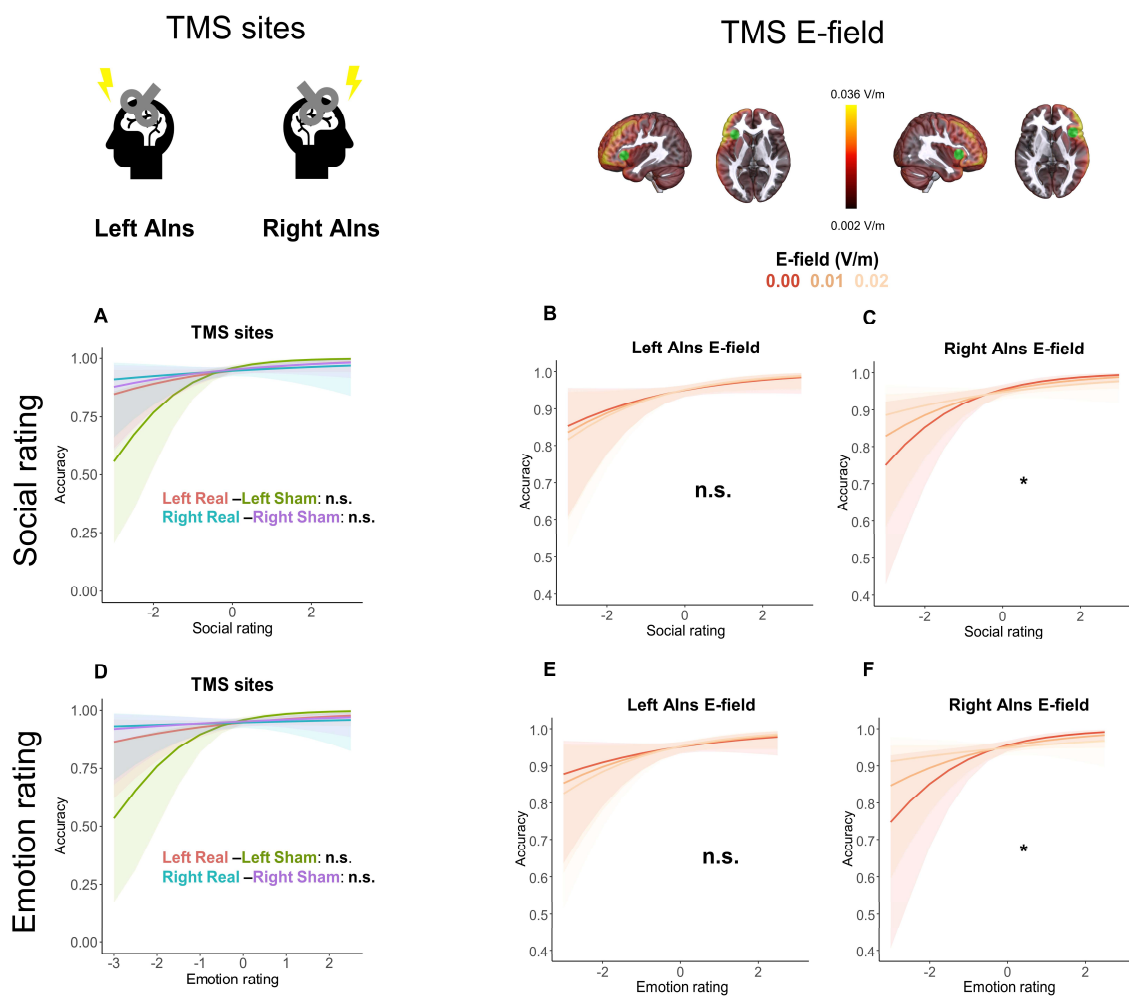 TMS sites
TMS E-field
Left AIns
Right AIns
0.036 V/m
0.002 V/m
E-field (V/m)
0.00 0.01 0.02
Social rating
A
TMS sites
1.00
0.75
0.50
0.25
0.00
Accuracy
Left Real –Left Sham: n.s.
Right Real –Right Sham: n.s.
-2
0
2
Social rating
B
Left AIns E-field
1.0
0.9
0.8
0.7
0.6
0.5
0.4
Accuracy
n.s.
-2
0
2
Social rating
C
Right AIns E-field
1.0
0.9
0.8
0.7
0.6
0.5
0.4
Accuracy
*
-2
0
2
Social rating
Emotion rating
D
TMS sites
1.00
0.75
0.50
0.25
0.00
Accuracy
Left Real –Left Sham: n.s.
Right Real –Right Sham: n.s.
-3
-2
-1
0
1
2
Emotion rating
E
Left AIns E-field
1.0
0.9
0.8
0.7
0.6
0.5
0.4
Accuracy
n.s.
-2
0
2
Emotion rating
F
Right AIns E-field
1.0
0.9
0.8
0.7
0.6
0.5
0.4
Accuracy
*
-2
0
2
Emotion rating